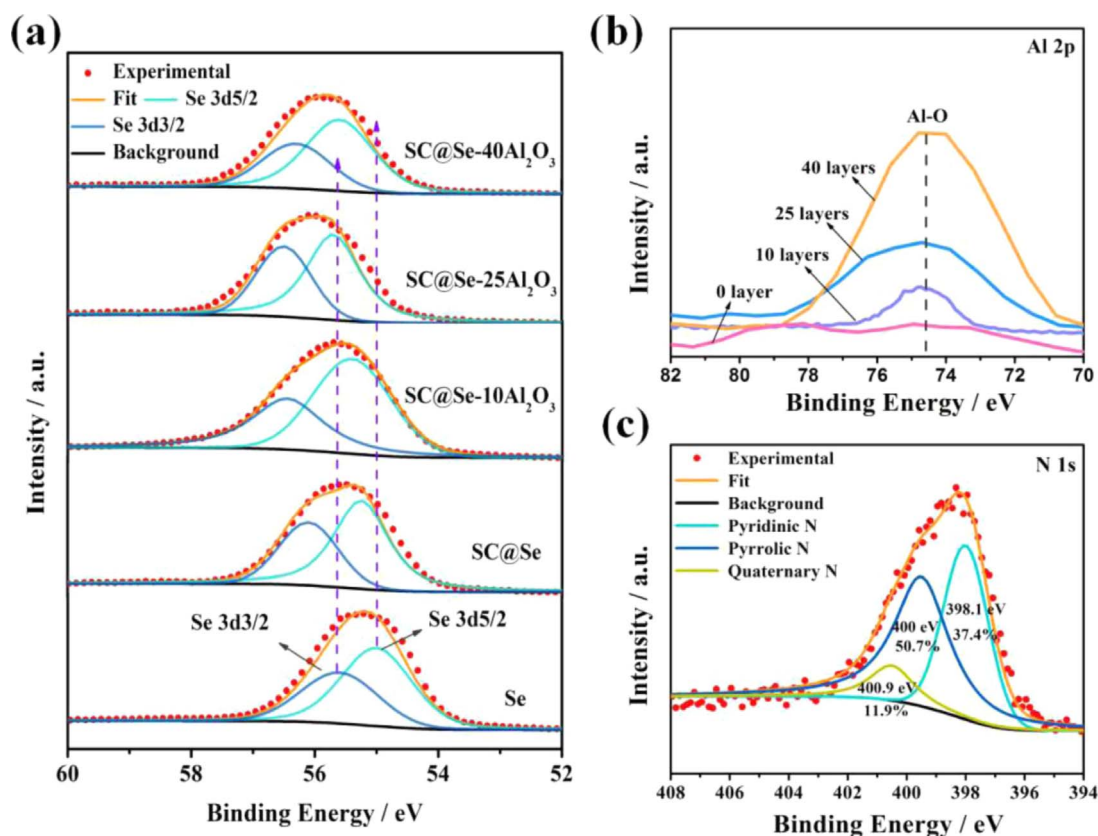 (a)
Experimental
Fit Se 3d5/2
Se 3d3/2
Background
SC@Se-40Al₂O₃
SC@Se-25Al₂O₃
SC@Se-10Al₂O₃
SC@Se
Se 3d3/2 Se 3d5/2
Se
Intensity / a.u.
60 58 56 54 52
Binding Energy / eV
(b)
Al 2p
Al-O
40 layers
25 layers
10 layers
0 layer
Intensity / a.u.
82 80 78 76 74 72 70
Binding Energy / eV
(c)
N 1s
Experimental
Fit
Background
Pyridinic N
Pyrrolic N
Quaternary N
398.1 eV
37.4%
400 eV
50.7%
400.9 eV
11.9%
Intensity / a.u.
408 406 404 402 400 398 396 394
Binding Energy / eV